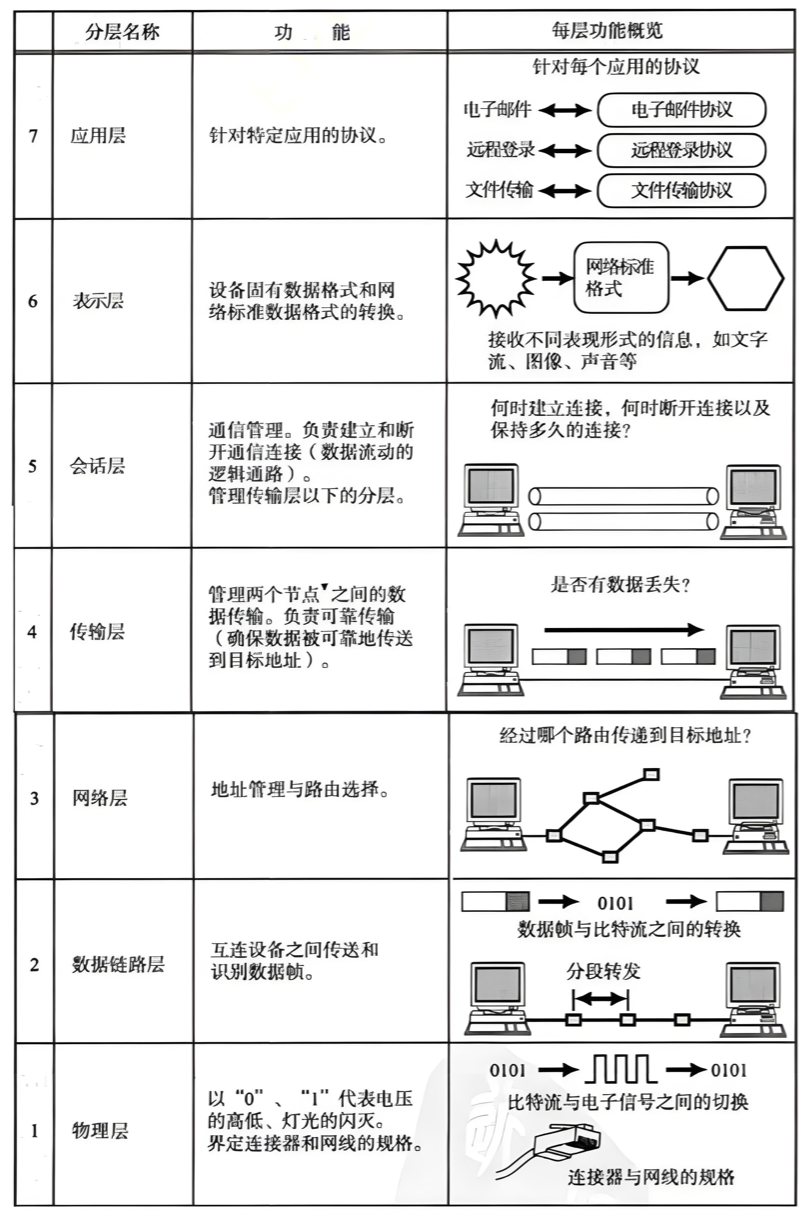 分层名称 功 能 每层功能概览
7
应用层
针对特定应用的协议。
针对每个应用的协议
电子邮件 电子邮件协议
远程登录 远程登录协议
文件传输 文件传输协议
6
表示层
设备固有数据格式和网
络标准数据格式的转换。
网络标准
格式
接收不同表现形式的信息，如文字
流、图像、声音等
5
会话层
通信管理。负责建立和断
开通信连接（数据流动的
逻辑通路）。
管理传输层以下的分层。
何时建立连接，何时断开连接以及
保持多久的连接？
4
传输层
管理两个节点▼之间的数
据传输。负责可靠传输
（确保数据被可靠地传送
到目标地址）。
是否有数据丢失？
3
网络层
地址管理与路由选择。
经过哪个路由传递到目标地址？
2
数据链路层
互连设备之间传送和
识别数据帧。
0101
数据帧与比特流之间的转换
分段转发
1
物理层
以“0”、“1”代表电压
的高低、灯光的闪灭。
界定连接器和网线的规格。
0101 0101
比特流与电子信号之间的切换
连接器与网线的规格